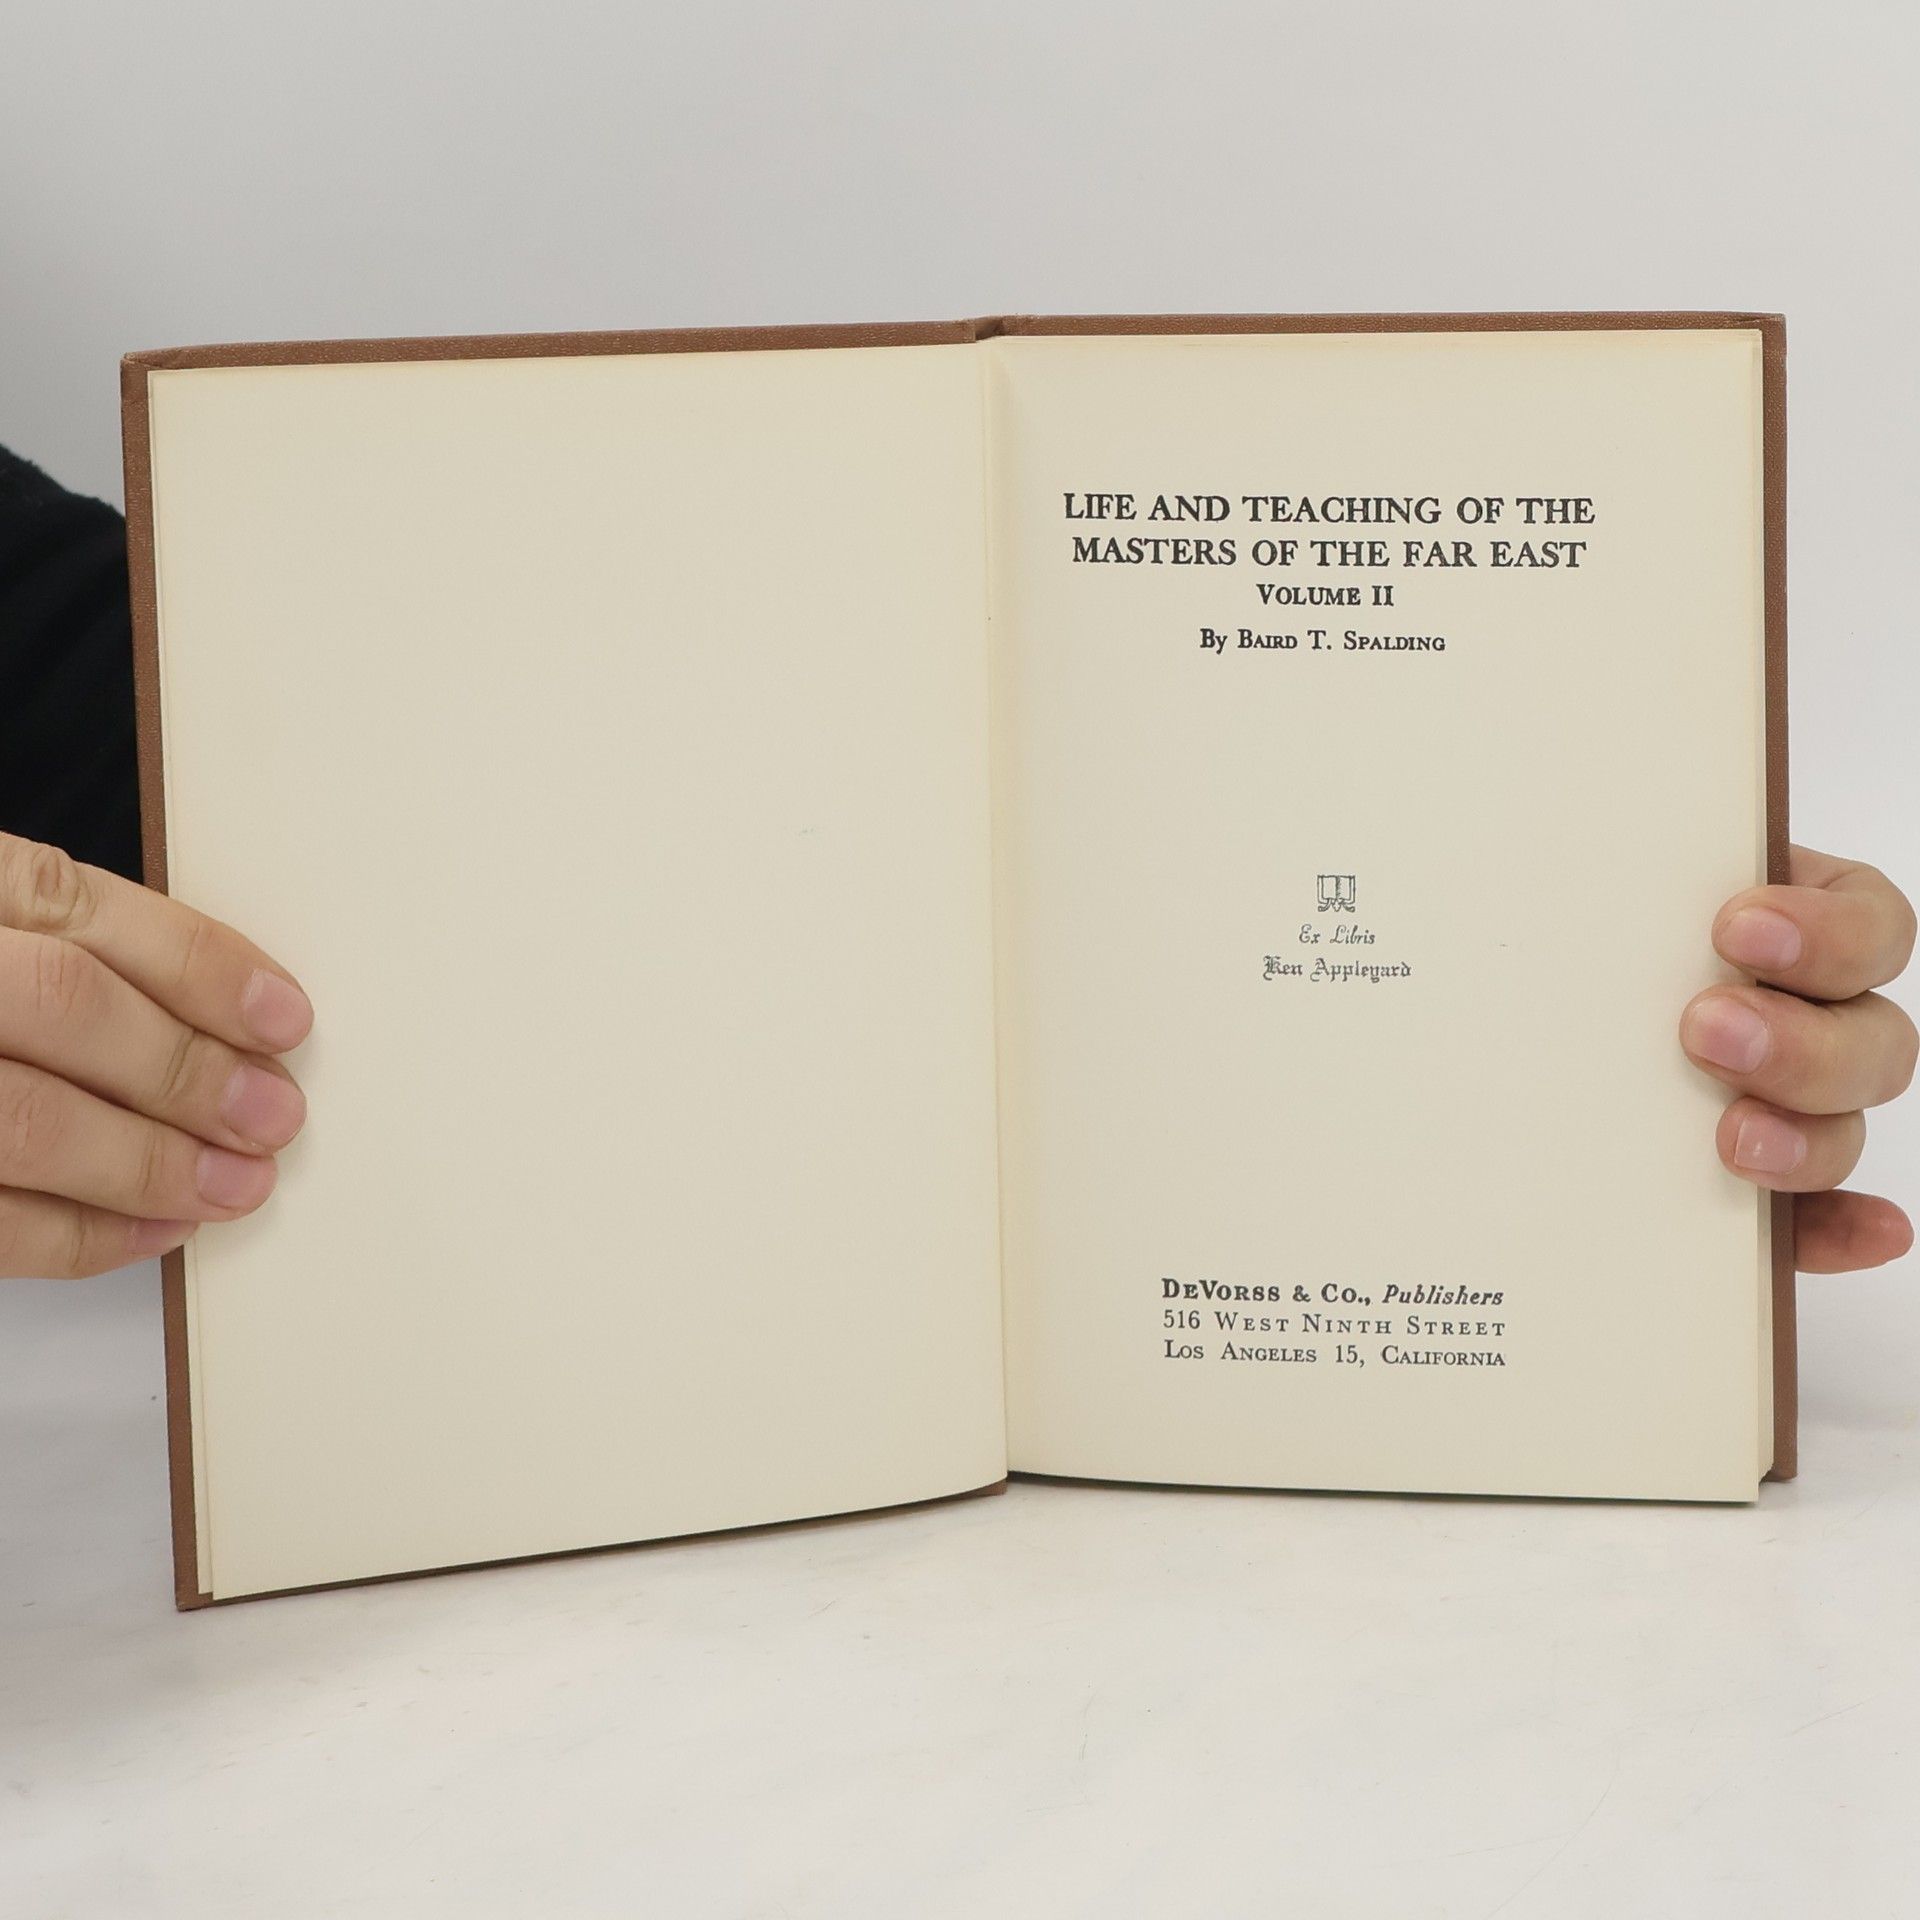 LIFE AND TEACHING OF THE
MASTERS OF THE FAR EAST
VOLUME II
By BAIRD T. SPALDING
Ex Libris
Ken Appleyard
DEVORSS & CO., Publishers
516 WEST NINTH STREET
LOS ANGELES 15, CALIFORNIA